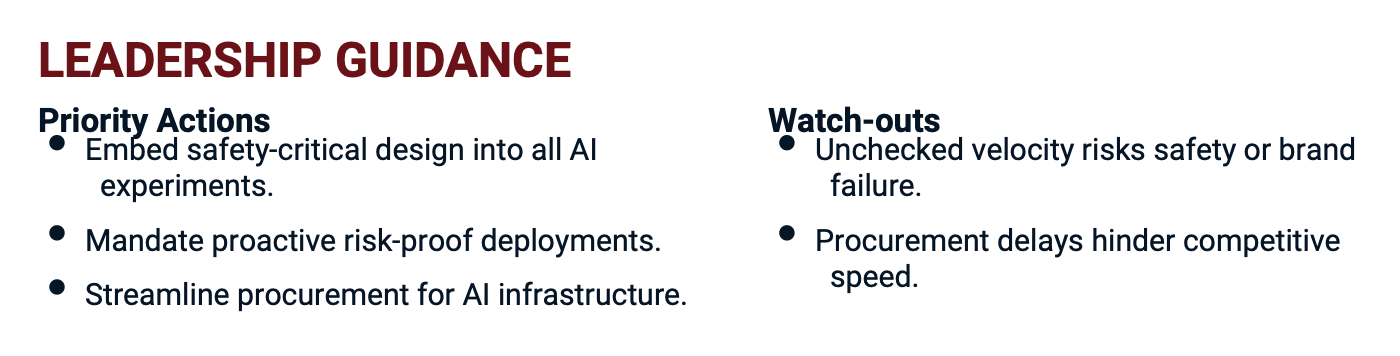 LEADERSHIP GUIDANCE
Priority Actions
• Embed safety-critical design into all AI
experiments.
• Mandate proactive risk-proof deployments.
• Streamline procurement for AI infrastructure.
Watch-outs
• Unchecked velocity risks safety or brand
failure.
• Procurement delays hinder competitive
speed.